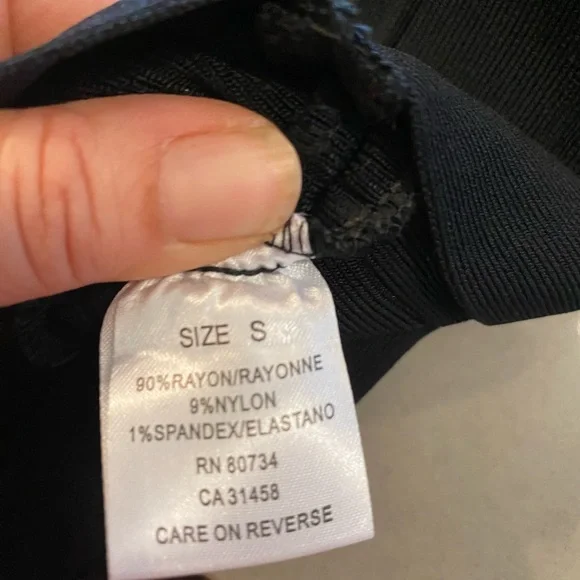 SIZE S
90%RAYON/RAYONNE
9%NYLON
1%SPANDEX/ELASTANO
RN 80734
CA 31458
CARE ON REVERSE